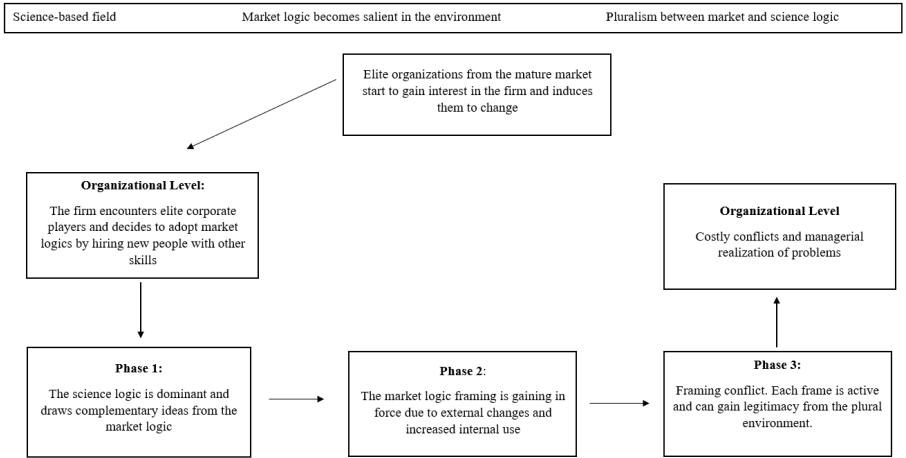 Science-based field
Market logic becomes salient in the environment
Pluralism between market and science logic
Elite organizations from the mature market
start to gain interest in the firm and induces
them to change
Organizational Level:
The firm encounters elite corporate
players and decides to adopt market
logics by hiring new people with other
skills
Organizational Level
Costly conflicts and managerial
realization of problems
Phase 1:
The science logic is dominant and
draws complementary ideas from the
market logic
Phase 2:
The market logic framing is gaining in
force due to external changes and
increased internal use
Phase 3:
Framing conflict. Each frame is active
and can gain legitimacy from the plural
environment.